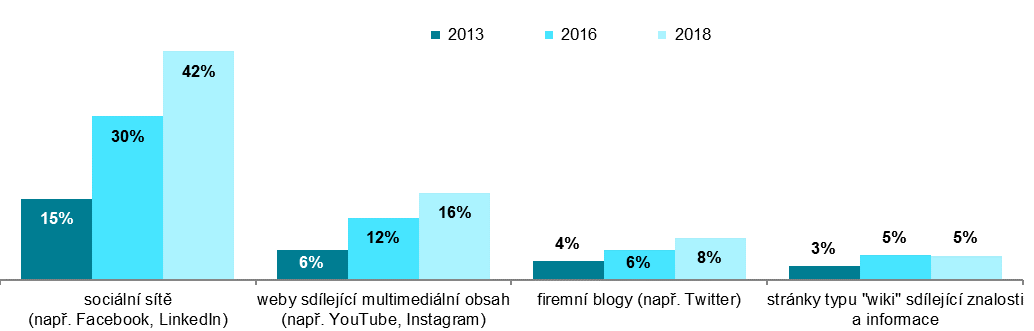 2013 2016 2018
42%
30%
15%
16%
12%
6%
4%
6%
8%
3%
5%
5%
sociální sítě
(např. Facebook, LinkedIn)
weby sdílející multimediální obsah
(např. YouTube, Instagram)
firemní blogy (např. Twitter)
stránky typu "wiki" sdílející znalosti
a informace